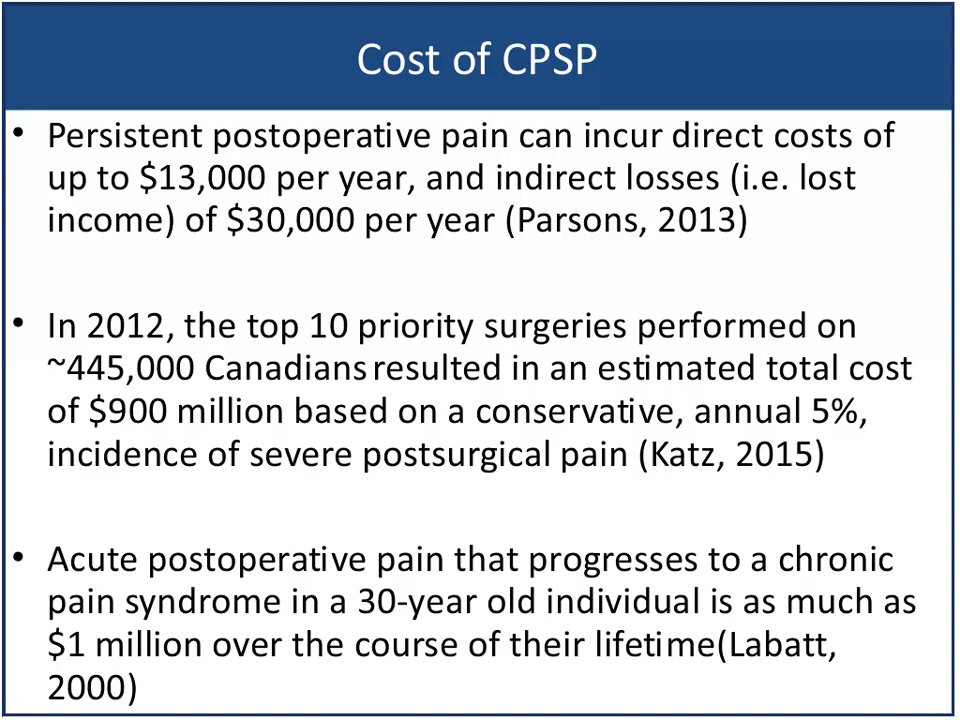 Cost of CPSP
• Persistent postoperative pain can incur direct costs of
up to $13,000 per year, and indirect losses (i.e. lost
income) of $30,000 per year (Parsons, 2013)
• In 2012, the top 10 priority surgeries performed on
~445,000 Canadians resulted in an estimated total cost
of $900 million based on a conservative, annual 5%,
incidence of severe postsurgical pain (Katz, 2015)
• Acute postoperative pain that progresses to a chronic
pain syndrome in a 30-year old individual is as much as
$1 million over the course of their lifetime(Labatt,
2000)